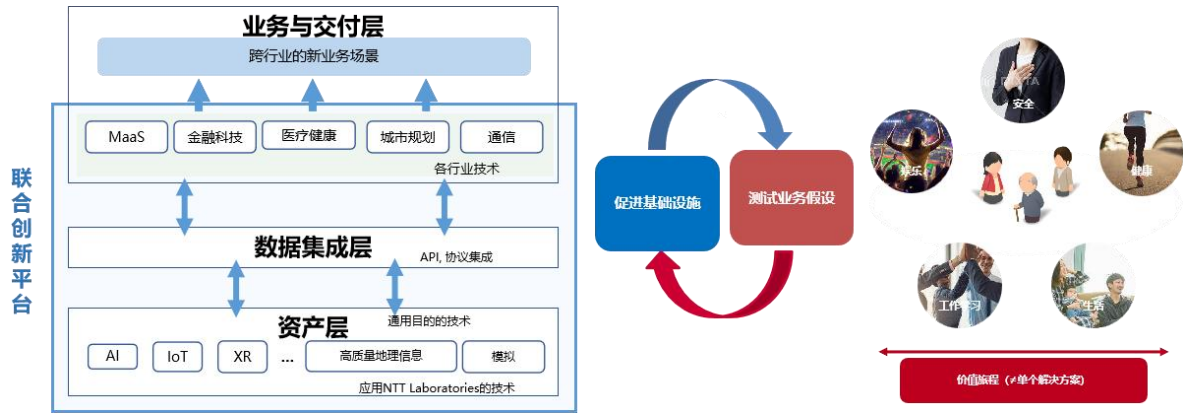 业务与交付层
跨行业的新业务场景
MaaS
金融科技
医疗健康
城市规划
通信
各行业技术
联合创新平台
数据集成层
API, 协议集成
通用目的的技术
资产层
AI
IoT
XR
...
高质量地理信息
模拟
应用NTT Laboratories的技术
促进基础设施
测试业务假设
安全
娱乐
健康
工作学习
生活
价值旅程（≠单个解决方案）